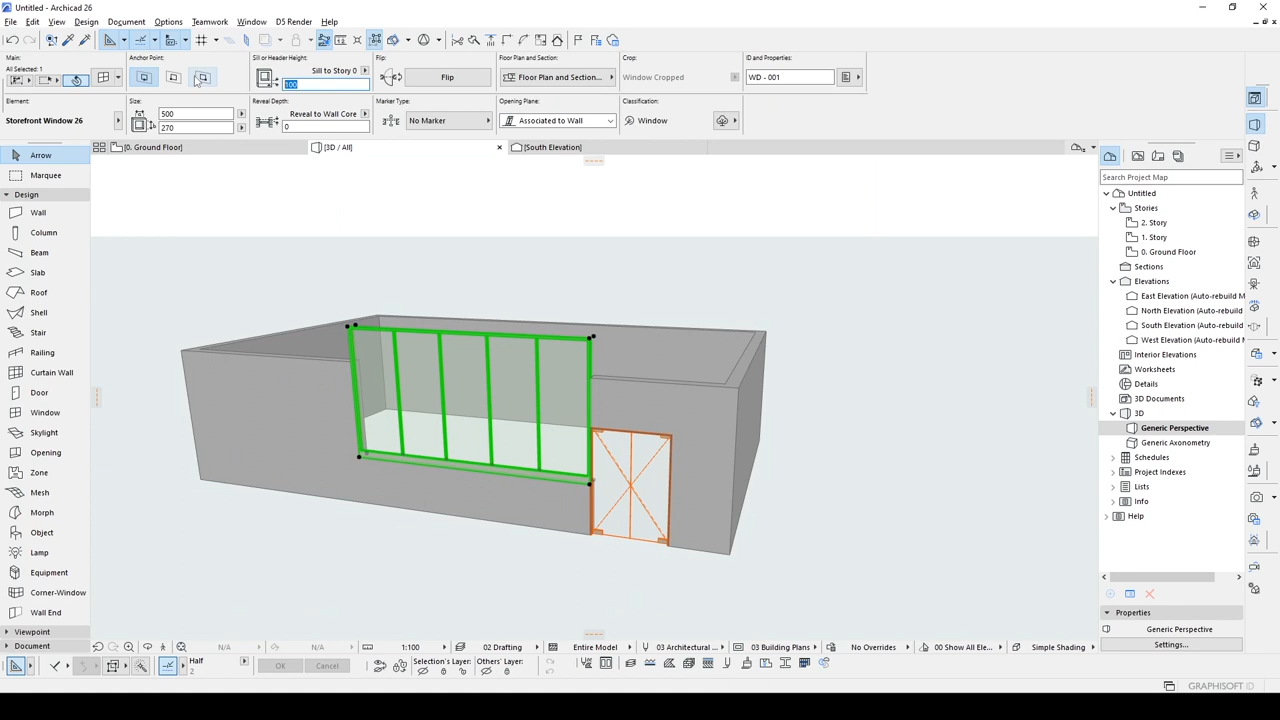 Untitled - Archicad 26
File Edit View Design Document Options Teamwork Window D5 Render Help
Main:
All Selected: 1
Anchor Point:
Sill or Header Height:
Sill to Story 0
100
Flip:
Flip
Floor Plan and Section:
Floor Plan and Section...
Crop:
Window Cropped
ID and Properties:
WD - 001
Element:
Storefront Window 26
Size:
500
270
Reveal Depth:
Reveal to Wall Core
0
Marker Type:
No Marker
Opening Plane:
Associated to Wall
Classification:
Window
[0. Ground Floor]
[3D / All]
[South Elevation]
Arrow
Marquee
Design
Wall
Column
Beam
Slab
Roof
Shell
Stair
Railing
Curtain Wall
Door
Window
Skylight
Opening
Zone
Mesh
Morph
Object
Lamp
Equipment
Corner-Window
Wall End
Viewpoint
Document
Search Project Map
Untitled
Stories
2. Story
1. Story
0. Ground Floor
Sections
Elevations
East Elevation (Auto-rebuild M
North Elevation (Auto-rebuild
South Elevation (Auto-rebuild
West Elevation (Auto-rebuild M
Interior Elevations
Worksheets
Details
3D Documents
3D
Generic Perspective
Generic Axonometry
Schedules
Project Indexes
Lists
Info
Help
Properties
Generic Perspective
Settings...
N/A N/A 1:100 02 Drafting Entire Model 03 Architectural ... 03 Building Plans No Overrides 00 Show All Ele... Simple Shading
Half
2
OK Cancel
Selection's Layer: Others' Layer:
GRAPHISOFT